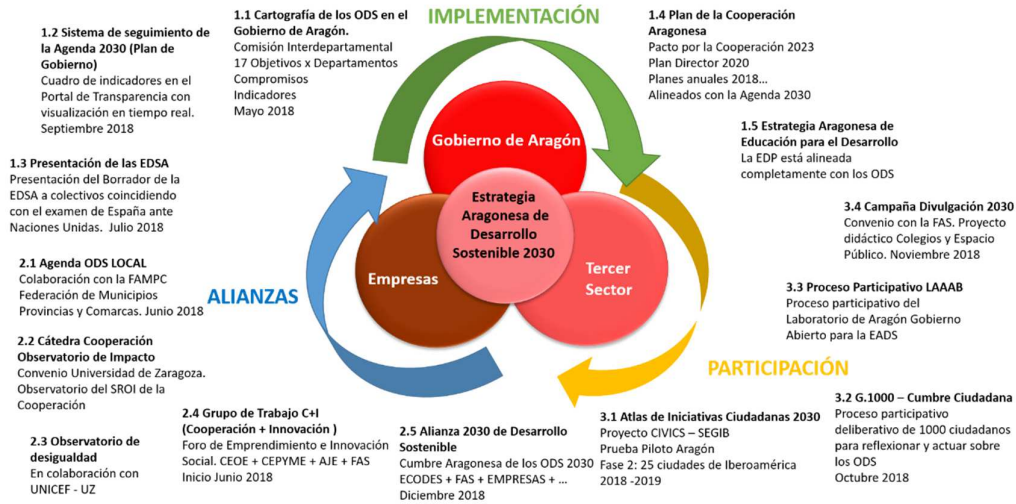 IMPLEMENTACIÓN
1.1 Cartografía de los ODS en el
Gobierno de Aragón.
Comisión Interdepartamental
17 Objetivos x Departamentos
Compromisos
Indicadores
Mayo 2018
1.2 Sistema de seguimiento de
la Agenda 2030 (Plan de
Gobierno)
Cuadro de indicadores en el
Portal de Transparencia con
visualización en tiempo real.
Septiembre 2018
1.3 Presentación de las EDSA
Presentación del Borrador de la
EDSA a colectivos coincidiendo
con el examen de España ante
Naciones Unidas. Julio 2018
1.4 Plan de la Cooperación
Aragonesa
Pacto por la Cooperación 2023
Plan Director 2020
Planes anuales 2018...
Alineados con la Agenda 2030
1.5 Estrategia Aragonesa de
Educación para el Desarrollo
La EDP está alineada
completamente con los ODS
Gobierno de Aragón
Estrategia
Aragonesa de
Desarrollo
Sostenible 2030
Empresas
Tercer
Sector
ALIANZAS
2.1 Agenda ODS LOCAL
Colaboración con la FAMPC
Federación de Municipios
Provincias y Comarcas. Junio 2018
2.2 Cátedra Cooperación
Observatorio de Impacto
Convenio Universidad de Zaragoza.
Observatorio del SROI de la
Cooperación
2.3 Observatorio de
desigualdad
En colaboración con
UNICEF - UZ
2.4 Grupo de Trabajo C+I
(Cooperación + Innovación )
Foro de Emprendimiento e Innovación
Social. CEOE + CEPYME + AJE + FAS
Inicio Junio 2018
2.5 Alianza 2030 de Desarrollo
Sostenible
Cumbre Aragonesa de los ODS 2030
ECODES + FAS + EMPRESAS + ...
Diciembre 2018
PARTICIPACIÓN
3.1 Atlas de Iniciativas Ciudadanas 2030
Proyecto CIVICS – SEGIB
Prueba Piloto Aragón
Fase 2: 25 ciudades de Iberoamérica
2018 -2019
3.2 G.1000 – Cumbre Ciudadana
Proceso participativo
deliberativo de 1000 ciudadanos
para reflexionar y actuar sobre
los ODS
Octubre 2018
3.3 Proceso Participativo LAAAB
Proceso participativo del
Laboratorio de Aragón Gobierno
Abierto para la EADS
3.4 Campaña Divulgación 2030
Convenio con la FAS. Proyecto
didáctico Colegios y Espacio
Público. Noviembre 2018